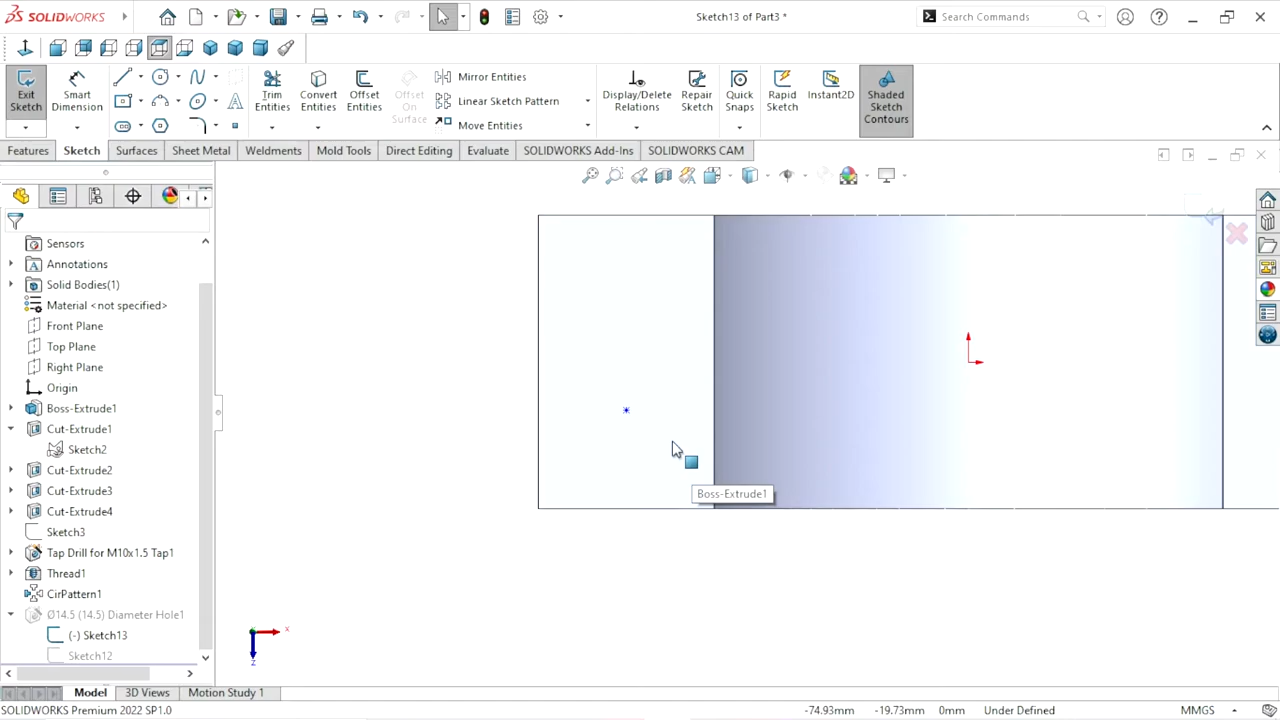 SOLIDWORKS
Sketch13 of Part3 *
Search Commands
Exit Sketch
Smart Dimension
Trim Entities
Convert Entities
Offset Entities
Offset On Surface
Mirror Entities
Linear Sketch Pattern
Move Entities
Display/Delete Relations
Repair Sketch
Quick Snaps
Rapid Sketch
Instant2D
Shaded Sketch Contours
Features
Sketch
Surfaces
Sheet Metal
Weldments
Mold Tools
Direct Editing
Evaluate
SOLIDWORKS Add-Ins
SOLIDWORKS CAM
Sensors
Annotations
Solid Bodies(1)
Material <not specified>
Front Plane
Top Plane
Right Plane
Origin
Boss-Extrude1
Cut-Extrude1
Sketch2
Cut-Extrude2
Cut-Extrude3
Cut-Extrude4
Sketch3
Tap Drill for M10x1.5 Tap1
Thread1
CirPattern1
Ø14.5 (14.5) Diameter Hole1
(-) Sketch13
Sketch12
Boss-Extrude1
x
Z
Model
3D Views
Motion Study 1
SOLIDWORKS Premium 2022 SP1.0
-74.93mm
-19.73mm
0mm
Under Defined
MMGS